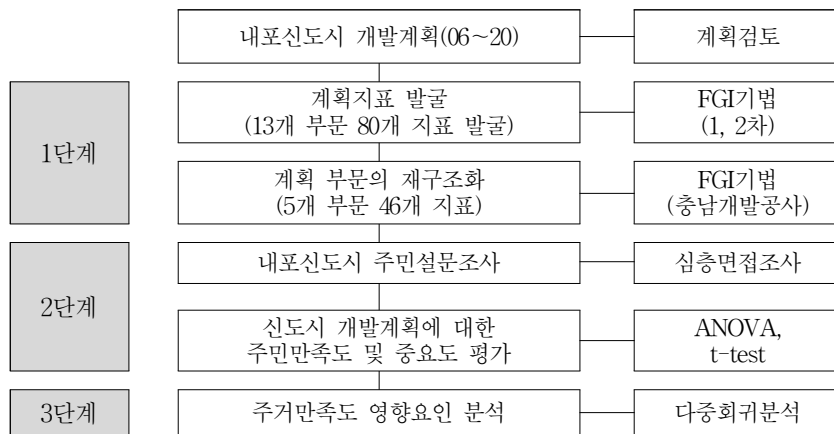 내포신도시 개발계획(06~20)
계획검토
1단계
계획지표 발굴
(13개 부문 80개 지표 발굴)
FGI기법
(1, 2차)
계획 부문의 재구조화
(5개 부문 46개 지표)
FGI기법
(충남개발공사)
2단계
내포신도시 주민설문조사
심층면접조사
신도시 개발계획에 대한
주민만족도 및 중요도 평가
ANOVA,
t-test
3단계
주거만족도 영향요인 분석
다중회귀분석